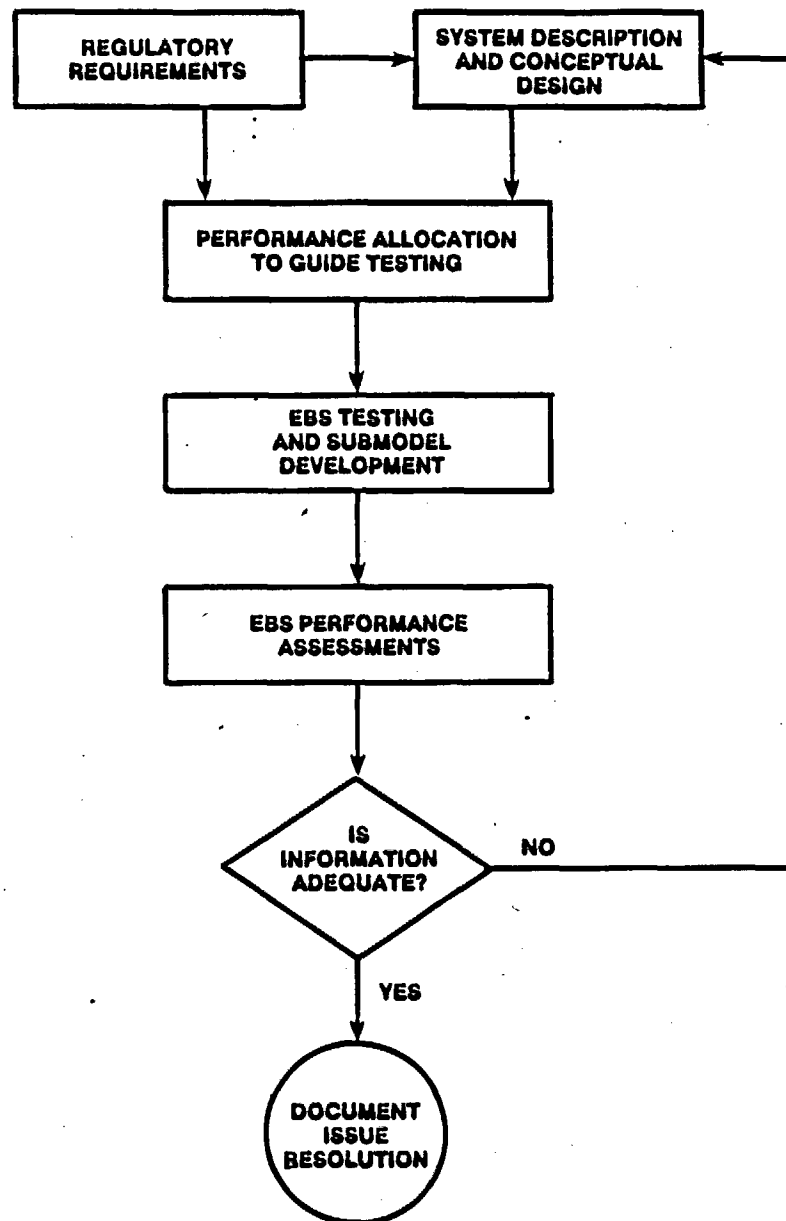 REGULATORY
REQUIREMENTS
SYSTEM DESCRIPTION
AND CONCEPTUAL
DESIGN
PERFORMANCE ALLOCATION
TO GUIDE TESTING
EBS TESTING
AND SUBMODEL
DEVELOPMENT
EBS PERFORMANCE
ASSESSMENTS
IS
INFORMATION
ADEQUATE?
NO
YES
DOCUMENT
ISSUE
RESOLUTION